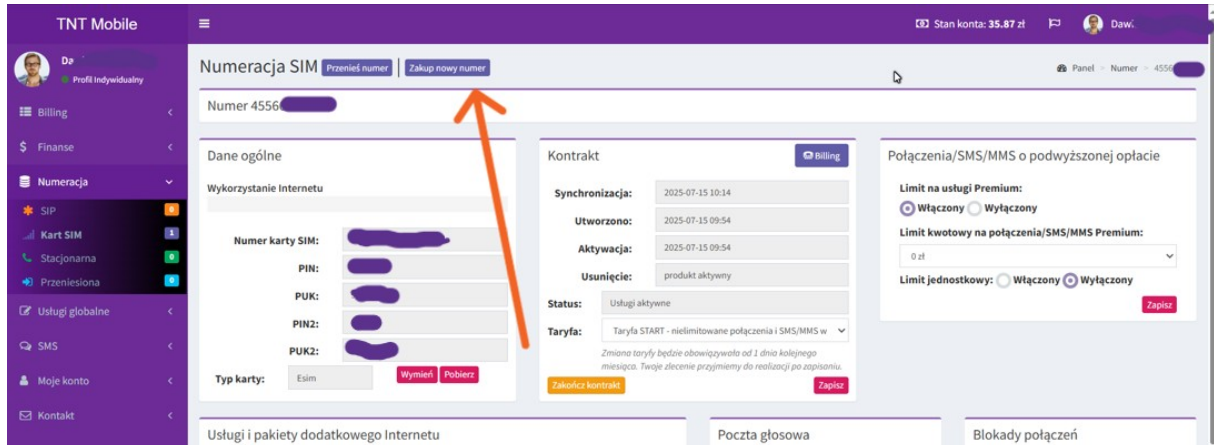 TNT Mobile
Stan konta: 35.87 zł
Daw
Da
Profil Indywidualny
Billing
Finanse
Numeracja
SIP 0
Kart SIM 1
Stacjonarna 0
Przeniesiona 0
Usługi globalne
SMS
Moje konto
Kontakt
Numeracja SIM Przenieś numer | Zakup nowy numer
Panel > Numer > 4556
Numer 4556
Dane ogólne
Wykorzystanie Internetu
Numer karty SIM:
PIN:
PUK:
PIN2:
PUK2:
Typ karty: Esim Wymień Pobierz
Kontrakt Billing
Synchronizacja: 2025-07-15 10:14
Utworzono: 2025-07-15 09:54
Aktywacja: 2025-07-15 09:54
Usunięcie: produkt aktywny
Status: Usługi aktywne
Taryfa: Taryfa START - nielimitowane połączenia i SMS/MMS w
Zmiana taryfy będzie obowiązywała od 1 dnia kolejnego
miesiąca. Twoje zlecenie przyjmiemy do realizacji po zapisaniu.
Zakończ kontrakt Zapisz
Połączenia/SMS/MMS o podwyższonej opłacie
Limit na usługi Premium:
Włączony Wyłączony
Limit kwotowy na połączenia/SMS/MMS Premium:
0 zł
Limit jednostkowy: Włączony Wyłączony
Zapisz
Usługi i pakiety dodatkowego Internetu
Poczta głosowa
Blokady połączeń